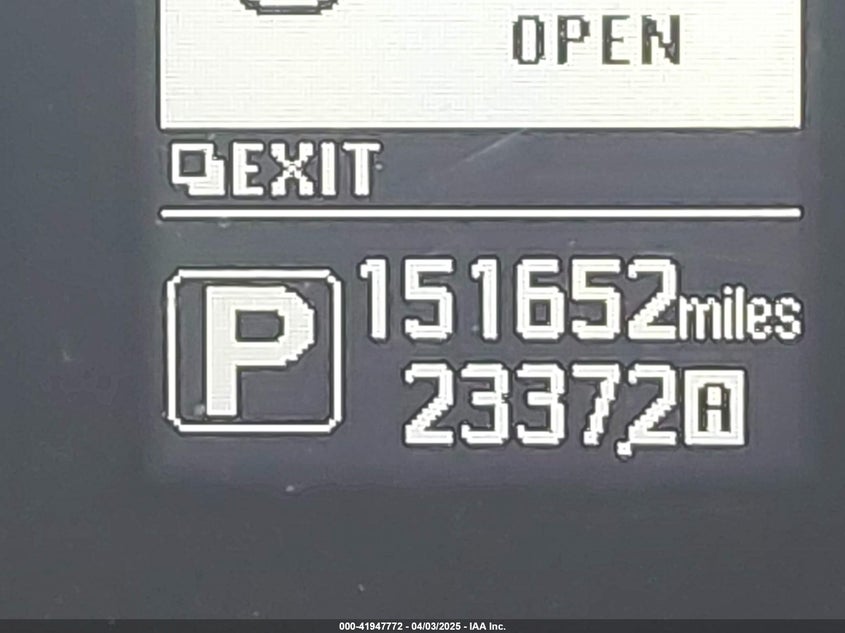 OPEN
EXIT
P
151652miles
2337.2 A
000-41947772 - 04/03/2025 - IAA Inc.